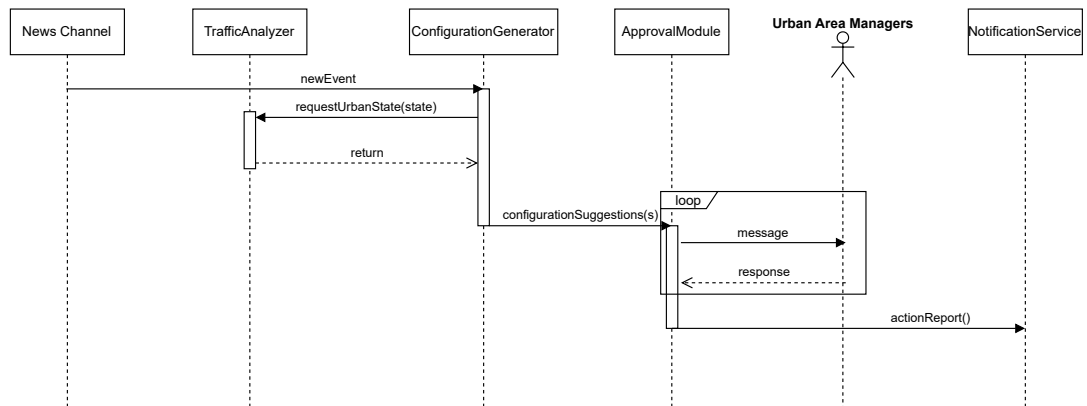 News Channel
TrafficAnalyzer
ConfigurationGenerator
ApprovalModule
Urban Area Managers
NotificationService
newEvent
requestUrbanState(state)
return
loop
configurationSuggestions(s)
message
response
actionReport()